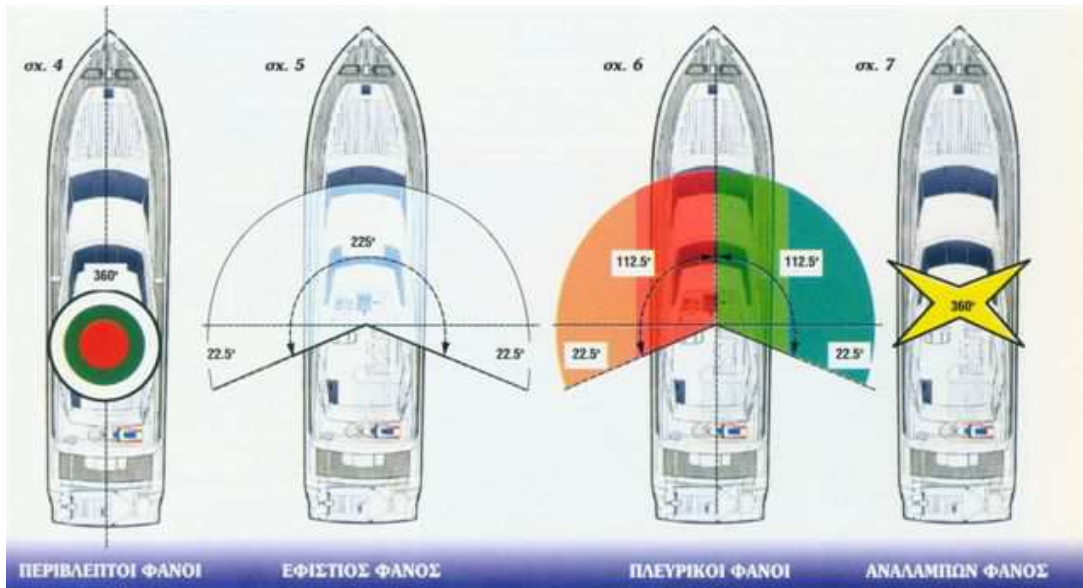 σχ. 4
σχ. 5
σχ. 6
σχ. 7
360°
225°
22.5°
22.5°
112.5°
112.5°
22.5°
22.5°
360°
ΠΕΡΙΒΛΕΠΤΟΙ ΦΑΝΟΙ
ΕΦΙΣΤΙΟΣ ΦΑΝΟΣ
ΠΛΕΥΡΙΚΟΙ ΦΑΝΟΙ
ΑΝΑΛΑΜΠΩΝ ΦΑΝΟΣ